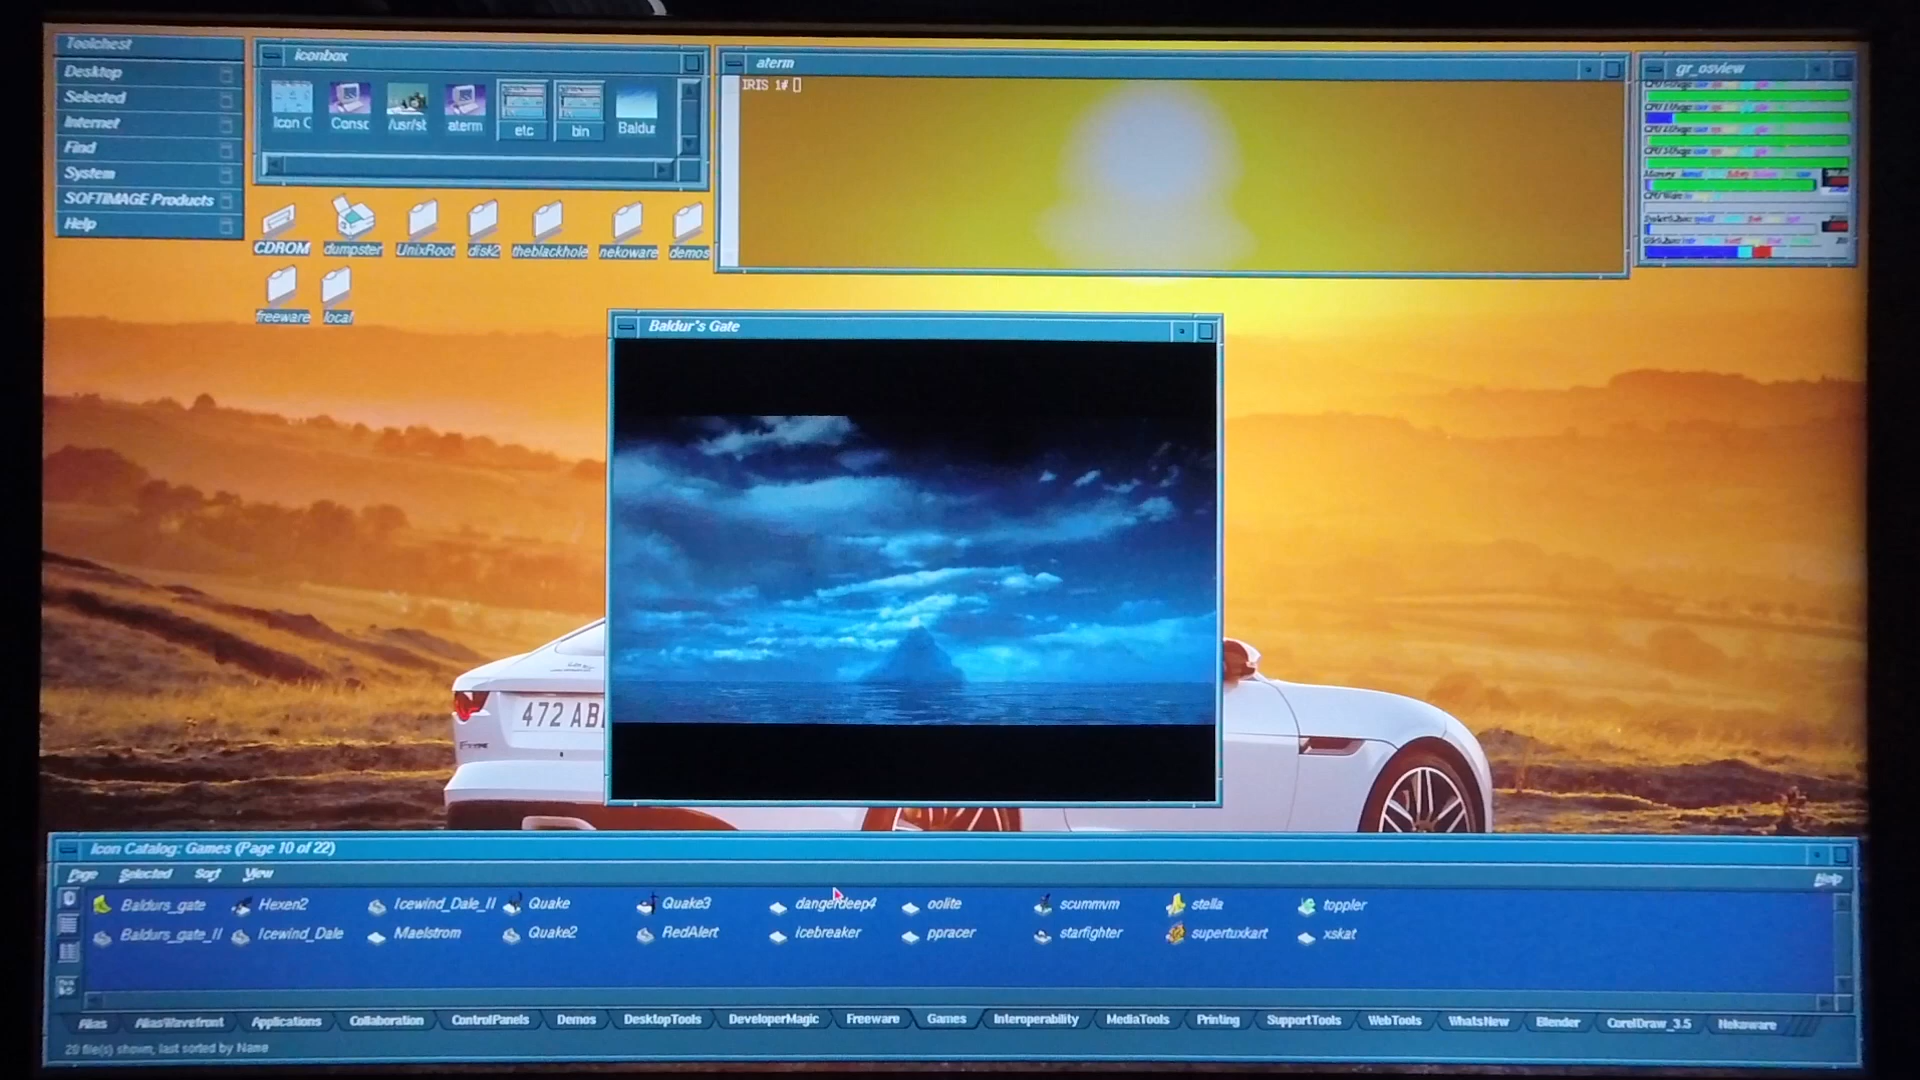 Toolchest
Desktop
Selected
Internet
Find
System
SOFTIMAGE Products
Help
iconbox
Icon C
Consc
/usr/st
aterm
etc
bin
Baldur
CDROM
dumpster
UnixRoot
disk2
theblackhole
nekoware
demos
freeware
local
aterm
IRIS 1#
gr_osview
Baldur's Gate
472 AB
Icon Catalog: Games (Page 10 of 22)
Page Selected Sort View Help
Baldurs_gate Hexen2 Icewind_Dale_II Quake Quake3 dangerdeep4 oolite scummvm stella toppler
Baldurs_gate_II Icewind_Dale Maelstrom Quake2 RedAlert icebreaker ppracer starfighter supertuxkart xskat
Alias AliasWavefront Applications Collaboration ControlPanels Demos DesktopTools DeveloperMagic Freeware Games Interoperability MediaTools Printing SupportTools WebTools WhatsNew Blender CorelDraw_3.5 Nekoware
20 file(s) shown, last sorted by Name